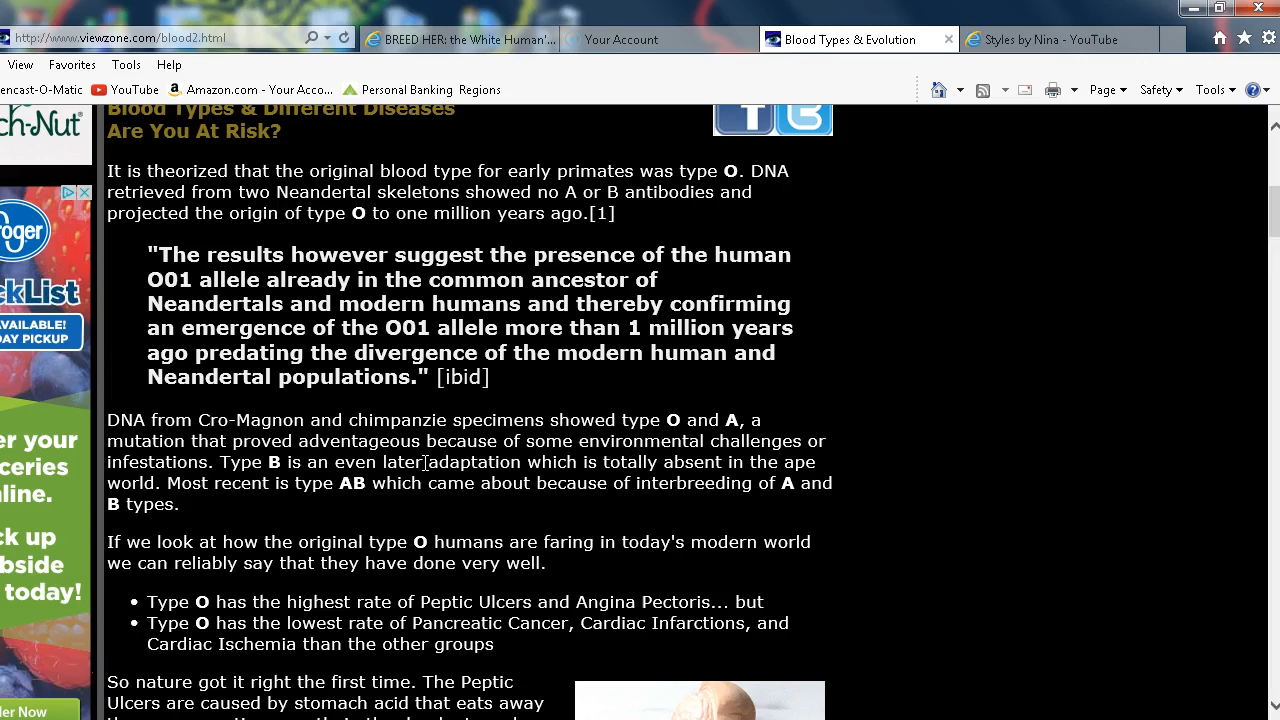 http://www.viewzone.com/blood2.html
BREED HER: the White Human'...
Your Account
Blood Types & Evolution
Styles by Nina - YouTube
View Favorites Tools Help
encast-O-Matic YouTube Amazon.com - Your Acco... Personal Banking Regions
Page Safety Tools
Blood Types & Different Diseases
Are You At Risk?
It is theorized that the original blood type for early primates was type O. DNA
retrieved from two Neandertal skeletons showed no A or B antibodies and
projected the origin of type O to one million years ago.[1]
"The results however suggest the presence of the human
O01 allele already in the common ancestor of
Neandertals and modern humans and thereby confirming
an emergence of the O01 allele more than 1 million years
ago predating the divergence of the modern human and
Neandertal populations." [ibid]
DNA from Cro-Magnon and chimpanzie specimens showed type O and A, a
mutation that proved adventageous because of some environmental challenges or
infestations. Type B is an even later adaptation which is totally absent in the ape
world. Most recent is type AB which came about because of interbreeding of A and
B types.
If we look at how the original type O humans are faring in today's modern world
we can reliably say that they have done very well.
• Type O has the highest rate of Peptic Ulcers and Angina Pectoris... but
• Type O has the lowest rate of Pancreatic Cancer, Cardiac Infarctions, and
Cardiac Ischemia than the other groups
So nature got it right the first time. The Peptic
Ulcers are caused by stomach acid that eats away
ch-Nut
roger
ckList
AVAILABLE!
DAY PICKUP
er your
ceries
nline.
ck up
bside
today!
der Now